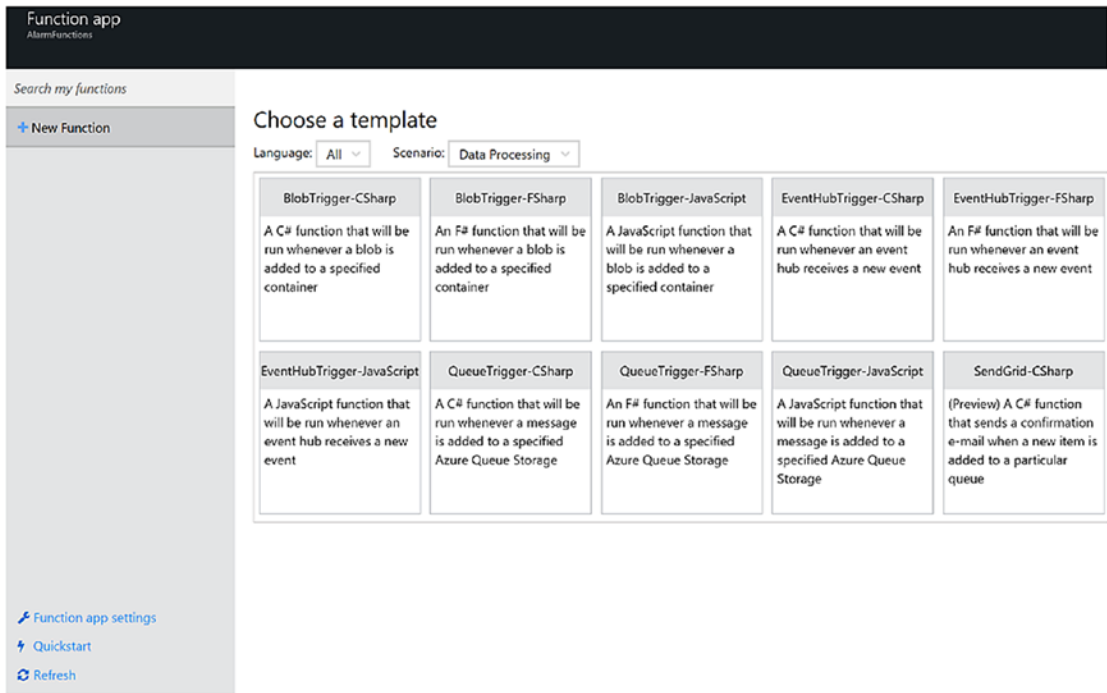 Function app
AlarmFunctions
Search my functions
New Function
Choose a template
Language: All Scenario: Data Processing
BlobTrigger-CSharp
A C# function that will be
run whenever a blob is
added to a specified
container
BlobTrigger-FSharp
An F# function that will be
run whenever a blob is
added to a specified
container
BlobTrigger-JavaScript
A JavaScript function that
will be run whenever a
blob is added to a
specified container
EventHubTrigger-CSharp
A C# function that will be
run whenever an event
hub receives a new event
EventHubTrigger-FSharp
An F# function that will be
run whenever an event
hub receives a new event
EventHubTrigger-JavaScript
A JavaScript function that
will be run whenever an
event hub receives a new
event
QueueTrigger-CSharp
A C# function that will be
run whenever a message
is added to a specified
Azure Queue Storage
QueueTrigger-FSharp
An F# function that will be
run whenever a message
is added to a specified
Azure Queue Storage
QueueTrigger-JavaScript
A JavaScript function that
will be run whenever a
message is added to a
specified Azure Queue
Storage
SendGrid-CSharp
(Preview) A C# function
that sends a confirmation
e-mail when a new item is
added to a particular
queue
Function app settings
Quickstart
Refresh